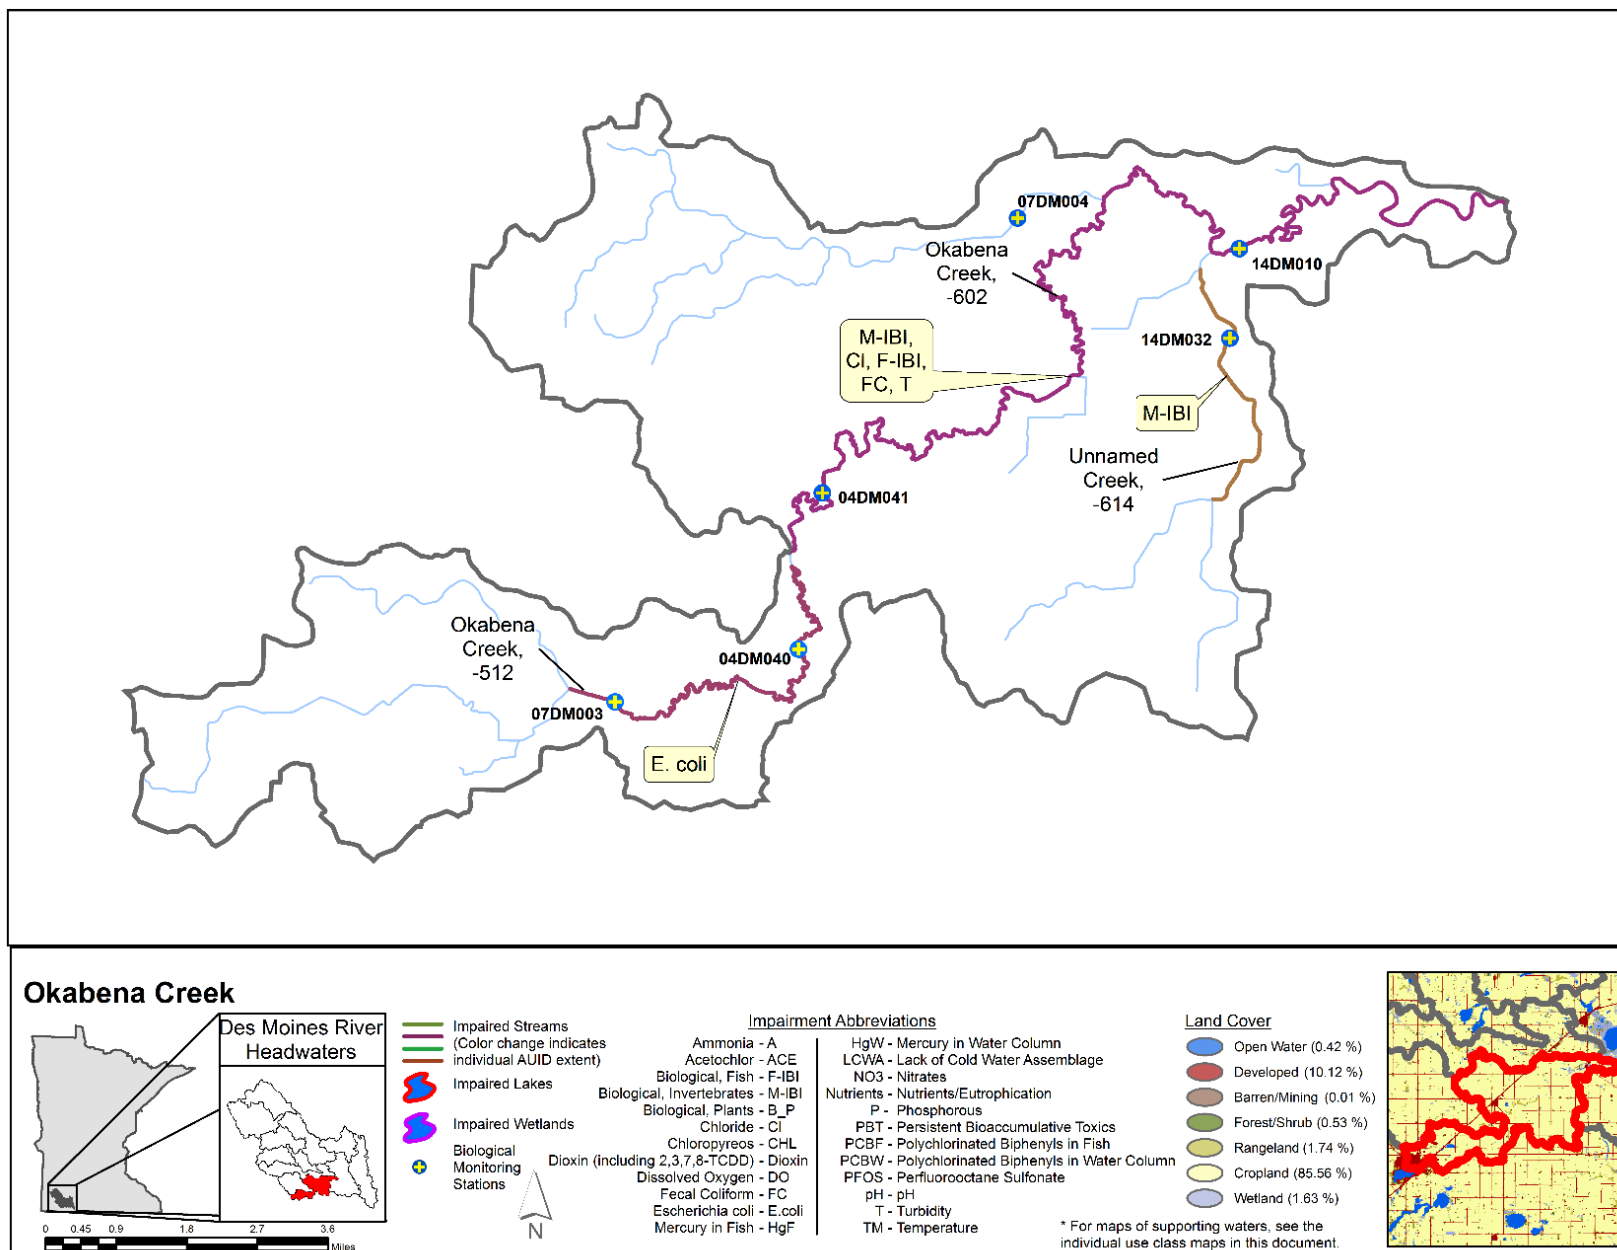 07DM004
Okabena
Creek,
-602
14DM010
M-IBI,
Cl, F-IBI,
FC, T
14DM032
M-IBI
Unnamed
Creek,
-614
04DM041
Okabena
Creek,
-512
04DM040
07DM003
E. coli
Okabena Creek
Des Moines River
Headwaters
0 0.45 0.9 1.8 2.7 3.6
Miles
Impaired Streams
(Color change indicates
individual AUID extent)
Impaired Lakes
Impaired Wetlands
Biological
Monitoring
Stations
N
Impairment Abbreviations
Ammonia - A
Acetochlor - ACE
Biological, Fish - F-IBI
Biological, Invertebrates - M-IBI
Biological, Plants - B_P
Chloride - Cl
Chloropyreos - CHL
Dioxin (including 2,3,7,8-TCDD) - Dioxin
Dissolved Oxygen - DO
Fecal Coliform - FC
Escherichia coli - E.coli
Mercury in Fish - HgF
HgW - Mercury in Water Column
LCWA - Lack of Cold Water Assemblage
NO3 - Nitrates
Nutrients - Nutrients/Eutrophication
P - Phosphorous
PBT - Persistent Bioaccumulative Toxics
PCBF - Polychlorinated Biphenyls in Fish
PCBW - Polychlorinated Biphenyls in Water Column
PFOS - Perfluorooctane Sulfonate
pH - pH
T - Turbidity
TM - Temperature
Land Cover
Open Water (0.42 %)
Developed (10.12 %)
Barren/Mining (0.01 %)
Forest/Shrub (0.53 %)
Rangeland (1.74 %)
Cropland (85.56 %)
Wetland (1.63 %)
* For maps of supporting waters, see the
individual use class maps in this document.